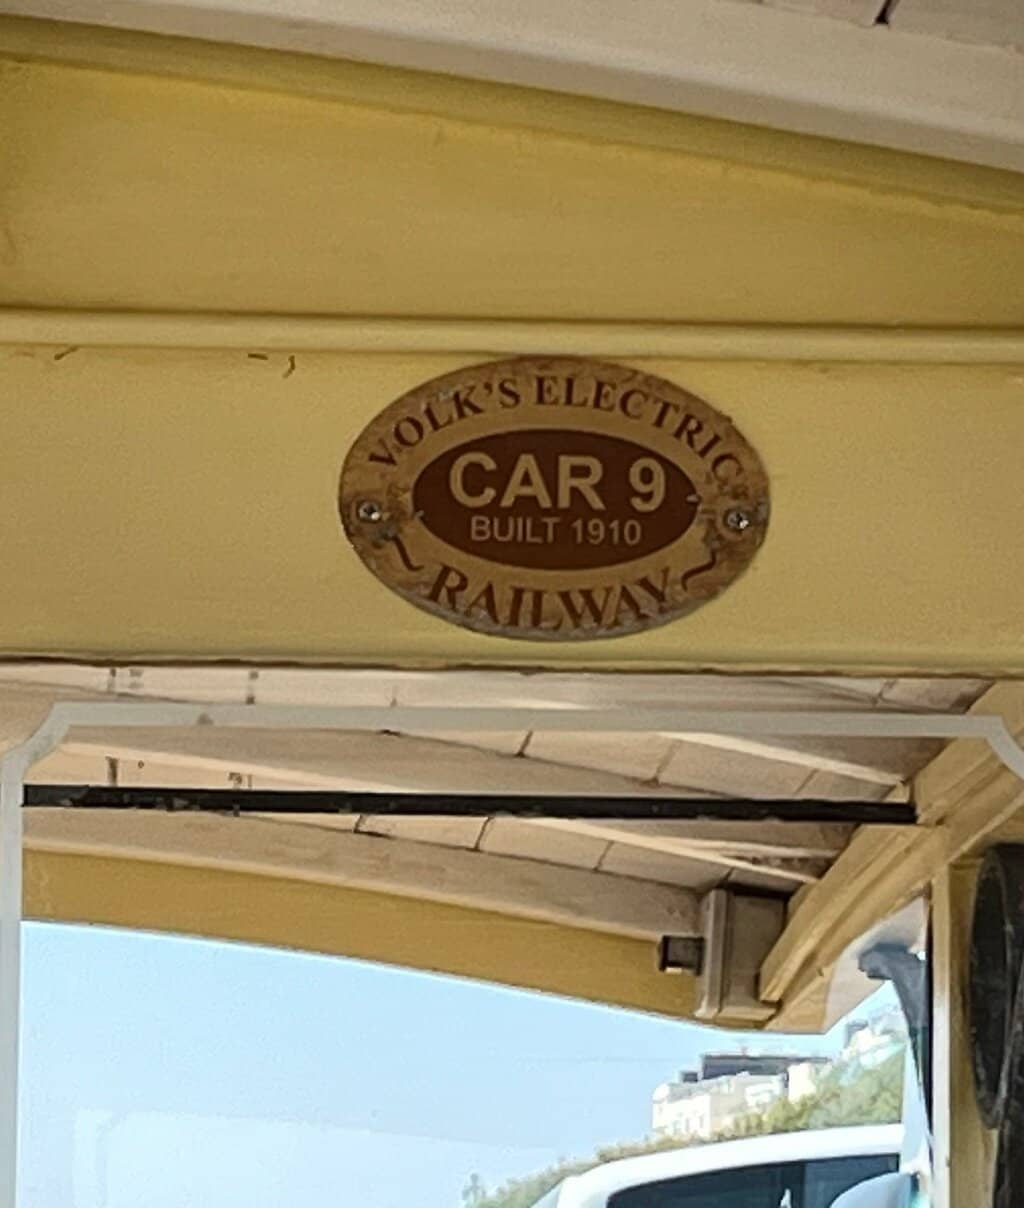 VOLK'S ELECTRIC
CAR 9
BUILT 1910
RAILWAY